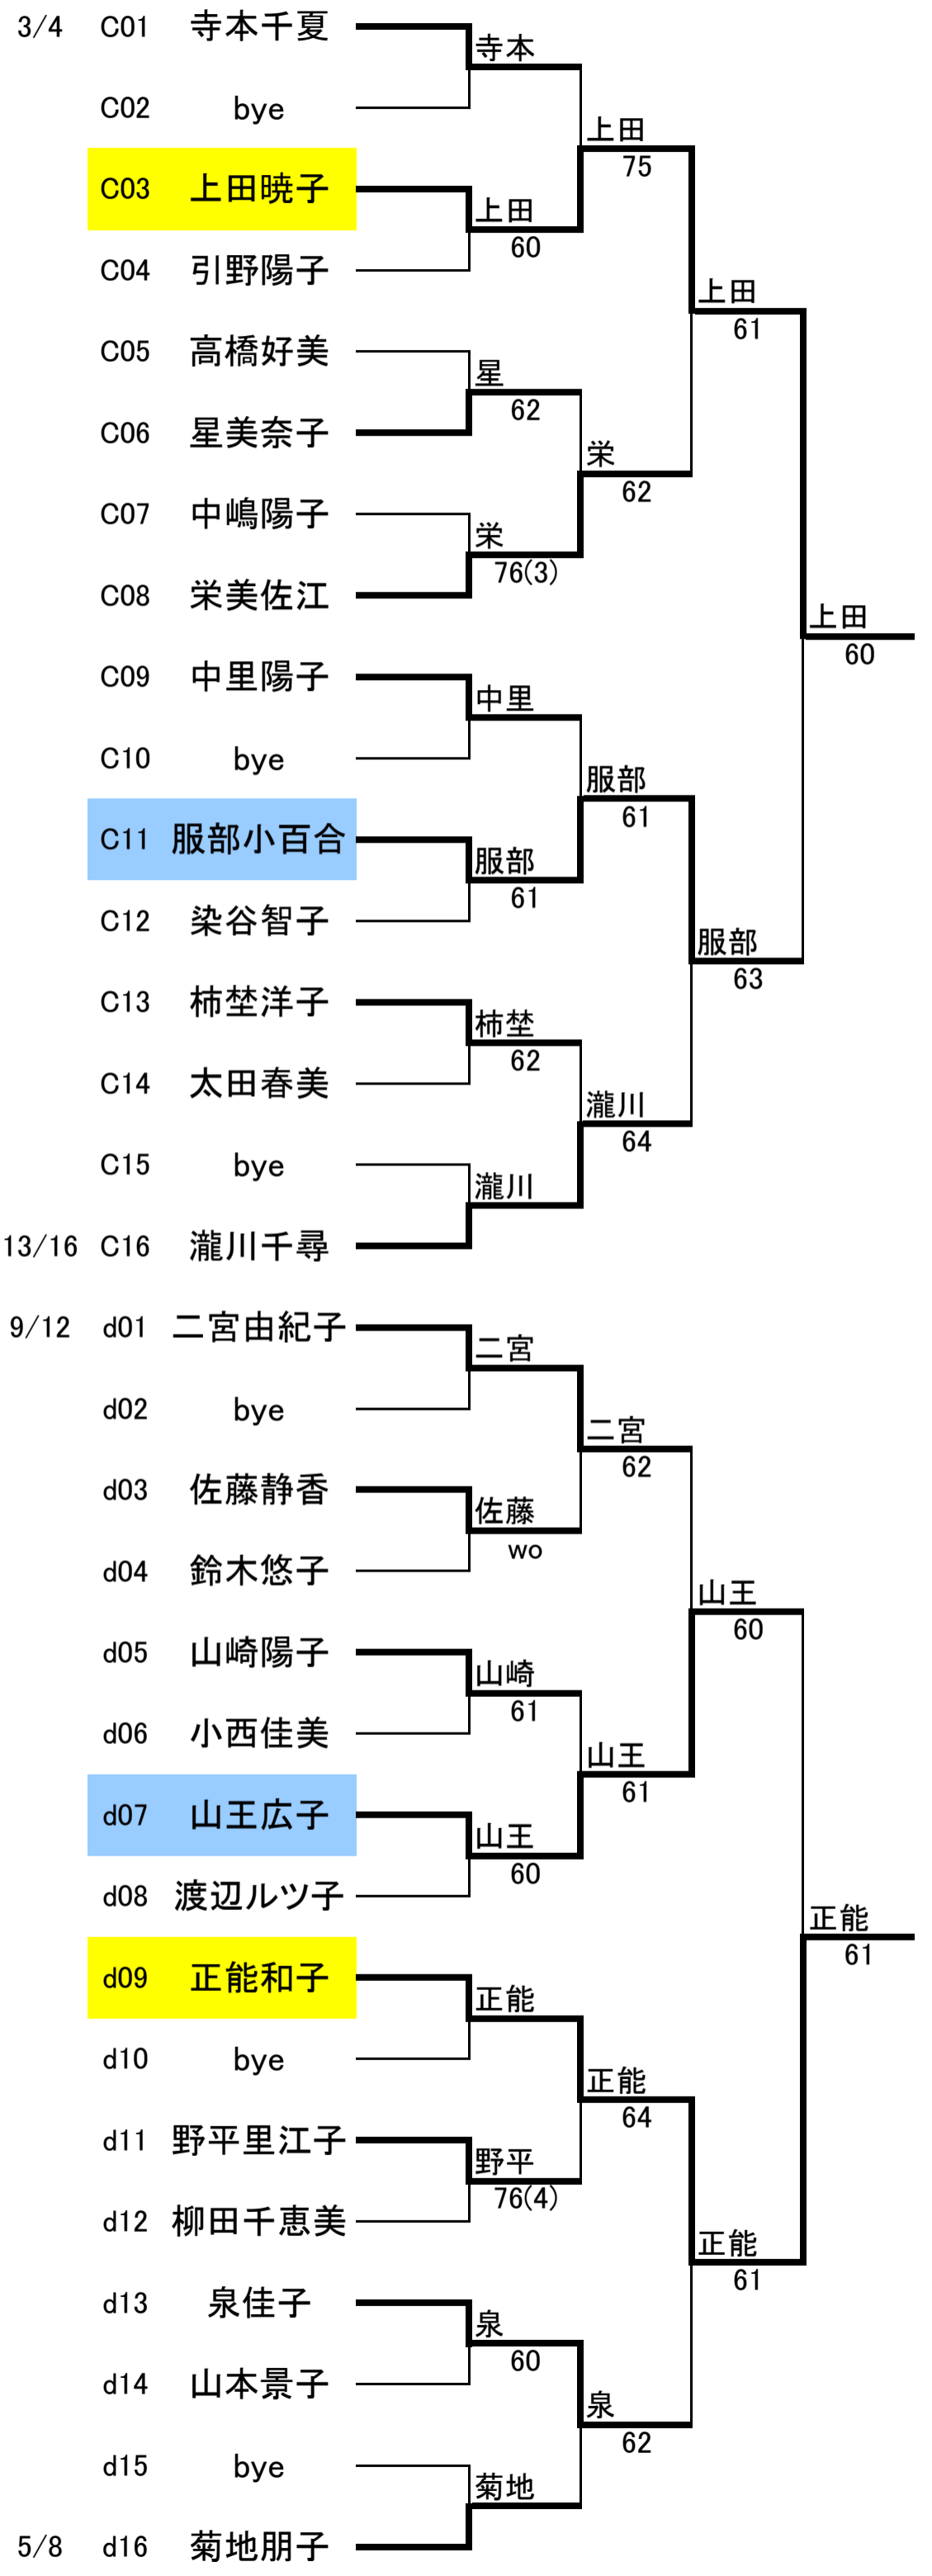 3/4 C01 寺本千夏
寺本
C02 bye
上田
75
C03 上田暁子
上田
60
C04 引野陽子
上田
61
C05 高橋好美
星
62
C06 星美奈子
栄
62
C07 中嶋陽子
栄
76(3)
C08 栄美佐江
上田
60
C09 中里陽子
中里
C10 bye
服部
61
C11 服部小百合
服部
61
C12 染谷智子
服部
63
C13 柿埜洋子
柿埜
62
C14 太田春美
瀧川
64
C15 bye
瀧川
13/16 C16 瀧川千尋
9/12 d01 二宮由紀子
二宮
d02 bye
二宮
62
d03 佐藤静香
佐藤
wo
d04 鈴木悠子
山王
60
d05 山崎陽子
山崎
61
d06 小西佳美
山王
61
d07 山王広子
山王
60
d08 渡辺ルツ子
正能
61
d09 正能和子
正能
d10 bye
正能
64
d11 野平里江子
野平
76(4)
d12 柳田千恵美
正能
61
d13 泉佳子
泉
60
d14 山本景子
泉
62
d15 bye
菊地
5/8 d16 菊地朋子